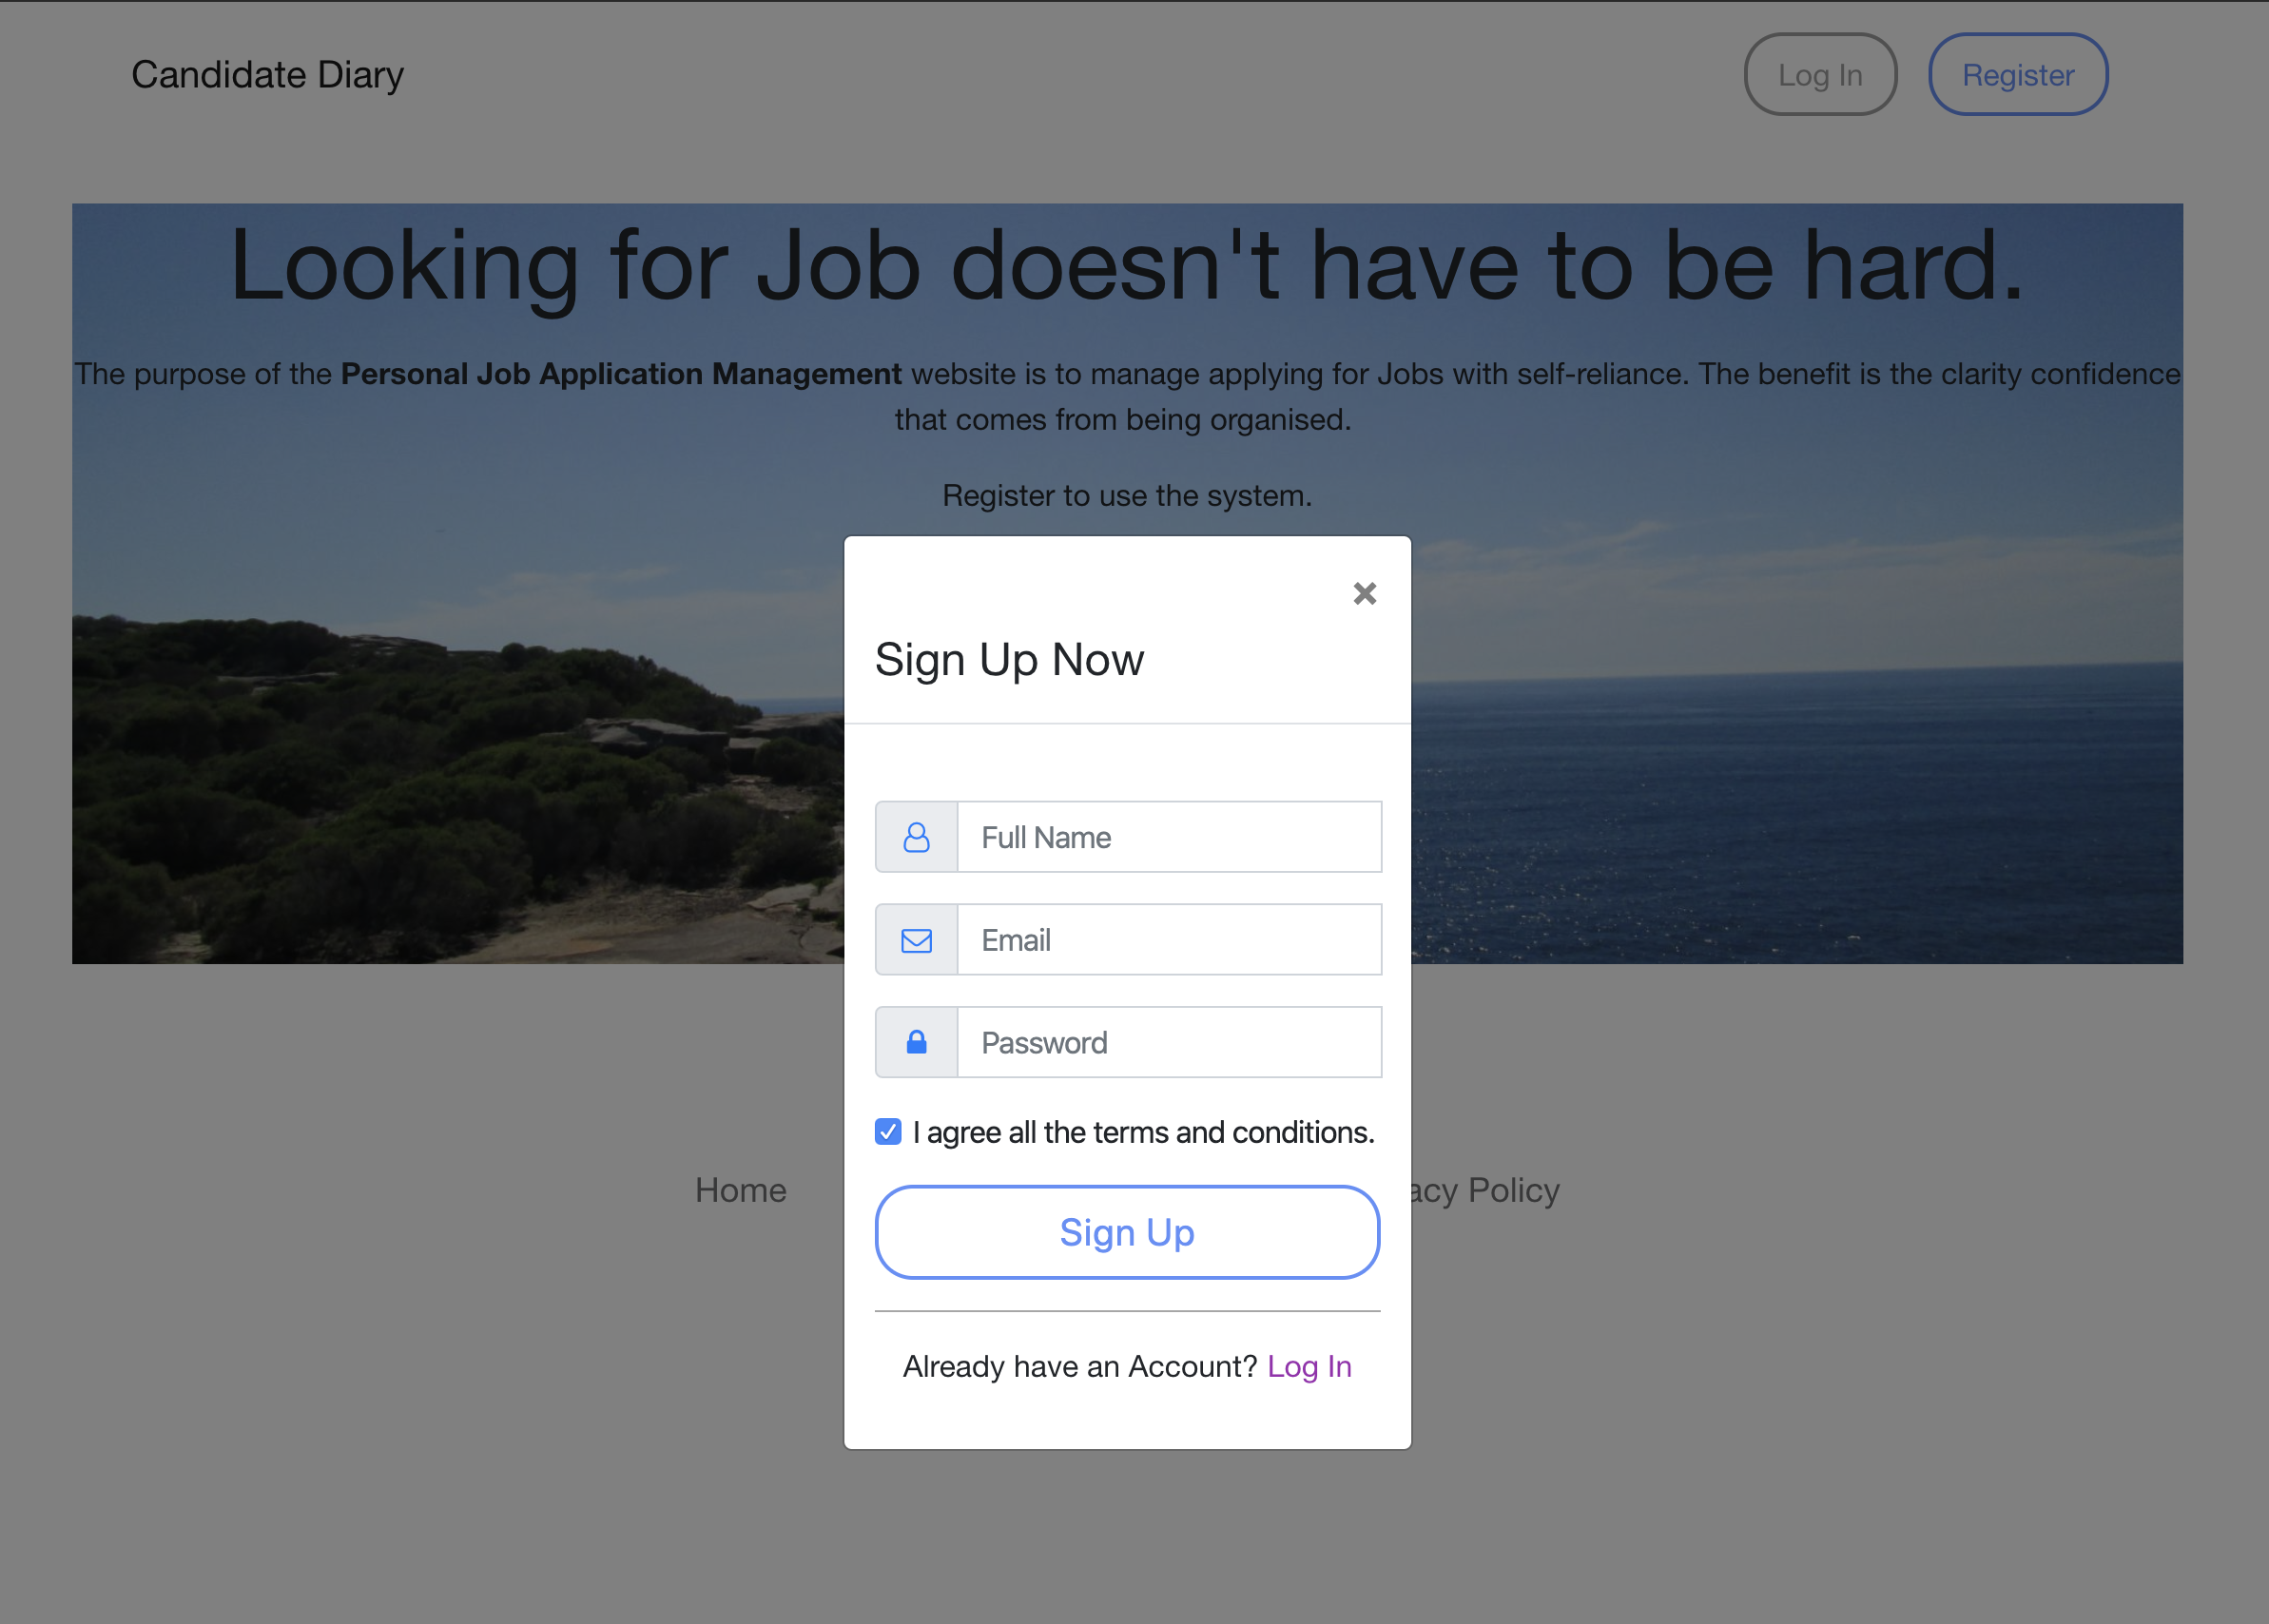 Candidate Diary
Log In
Register
Looking for Job doesn't have to be hard.
The purpose of the Personal Job Application Management website is to manage applying for Jobs with self-reliance. The benefit is the clarity confidence
that comes from being organised.
Register to use the system.
Sign Up Now
Full Name
Email
Password
I agree all the terms and conditions.
Sign Up
Already have an Account? Log In
Home
Policy